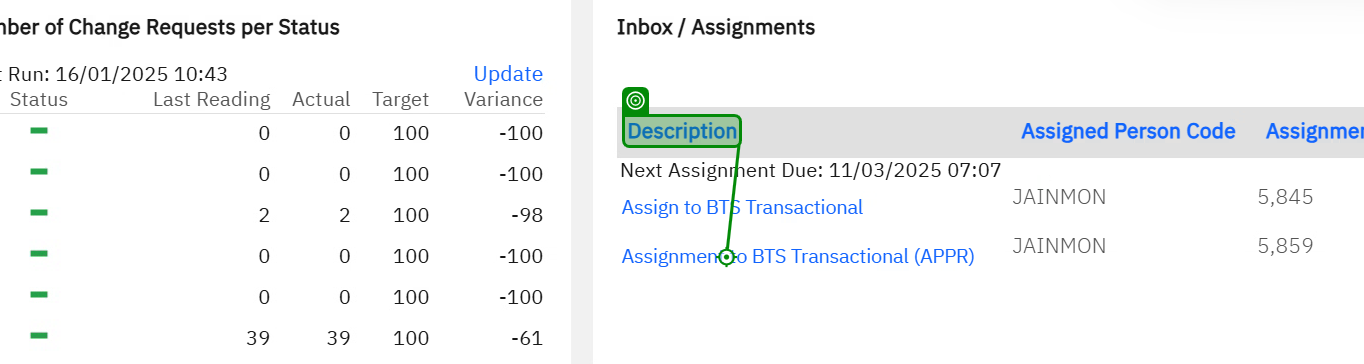 nber of Change Requests per Status
Run: 16/01/2025 10:43 Update
Status Last Reading Actual Target Variance
0 0 100 -100
0 0 100 -100
2 2 100 -98
0 0 100 -100
0 0 100 -100
39 39 100 -61
Inbox / Assignments
Description Assigned Person Code Assignmen
Next Assignment Due: 11/03/2025 07:07
Assign to BTS Transactional JAINMON 5,845
Assignment to BTS Transactional (APPR) JAINMON 5,859